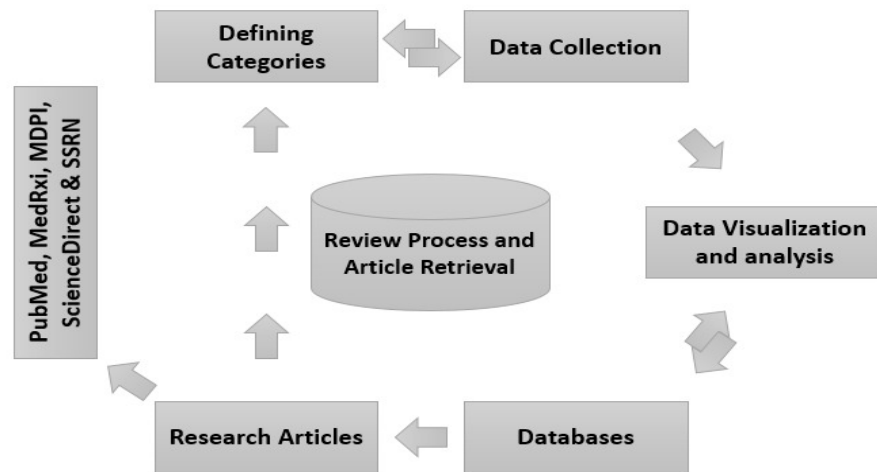 Defining
Categories
Data Collection
PubMed, MedRxi, MDPI,
ScienceDirect & SSRN
Review Process and
Article Retrieval
Data Visualization
and analysis
Research Articles
Databases